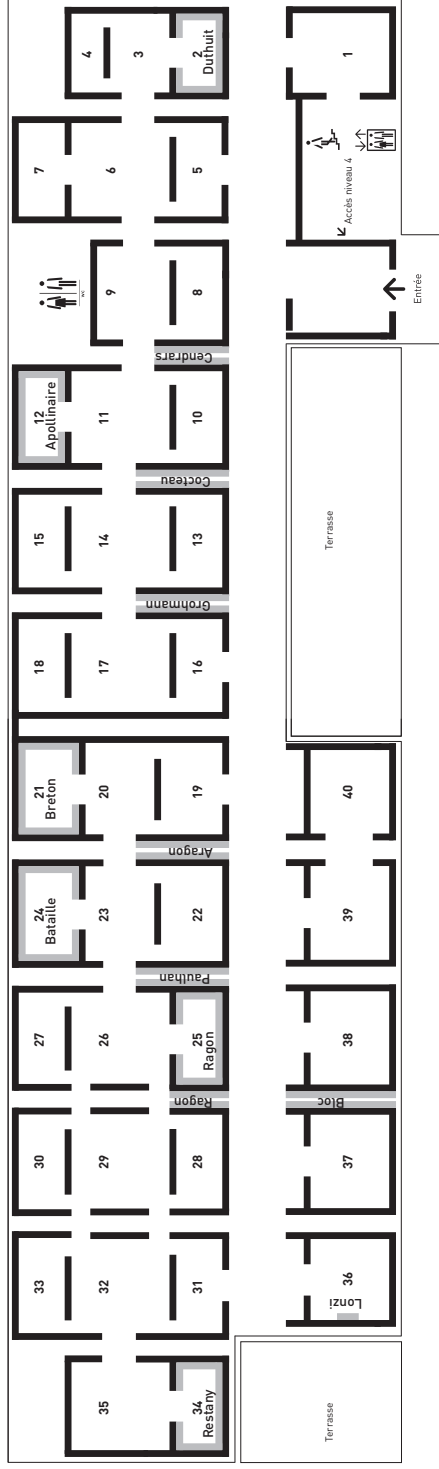 4
3
2
Duthuit
1
7
6
5
Accès niveau 4
WC
9
8
Entrée
Cendrars
12
Apollinaire
11
10
Cocteau
15
14
13
Terrasse
Grohmann
18
17
16
21
Breton
20
19
40
Aragon
24
Bataille
23
22
39
Paulhan
27
26
25
Ragon
38
Ragon
Bloc
30
29
28
37
33
32
31
36
Lonzi
35
34
Restany
Terrasse